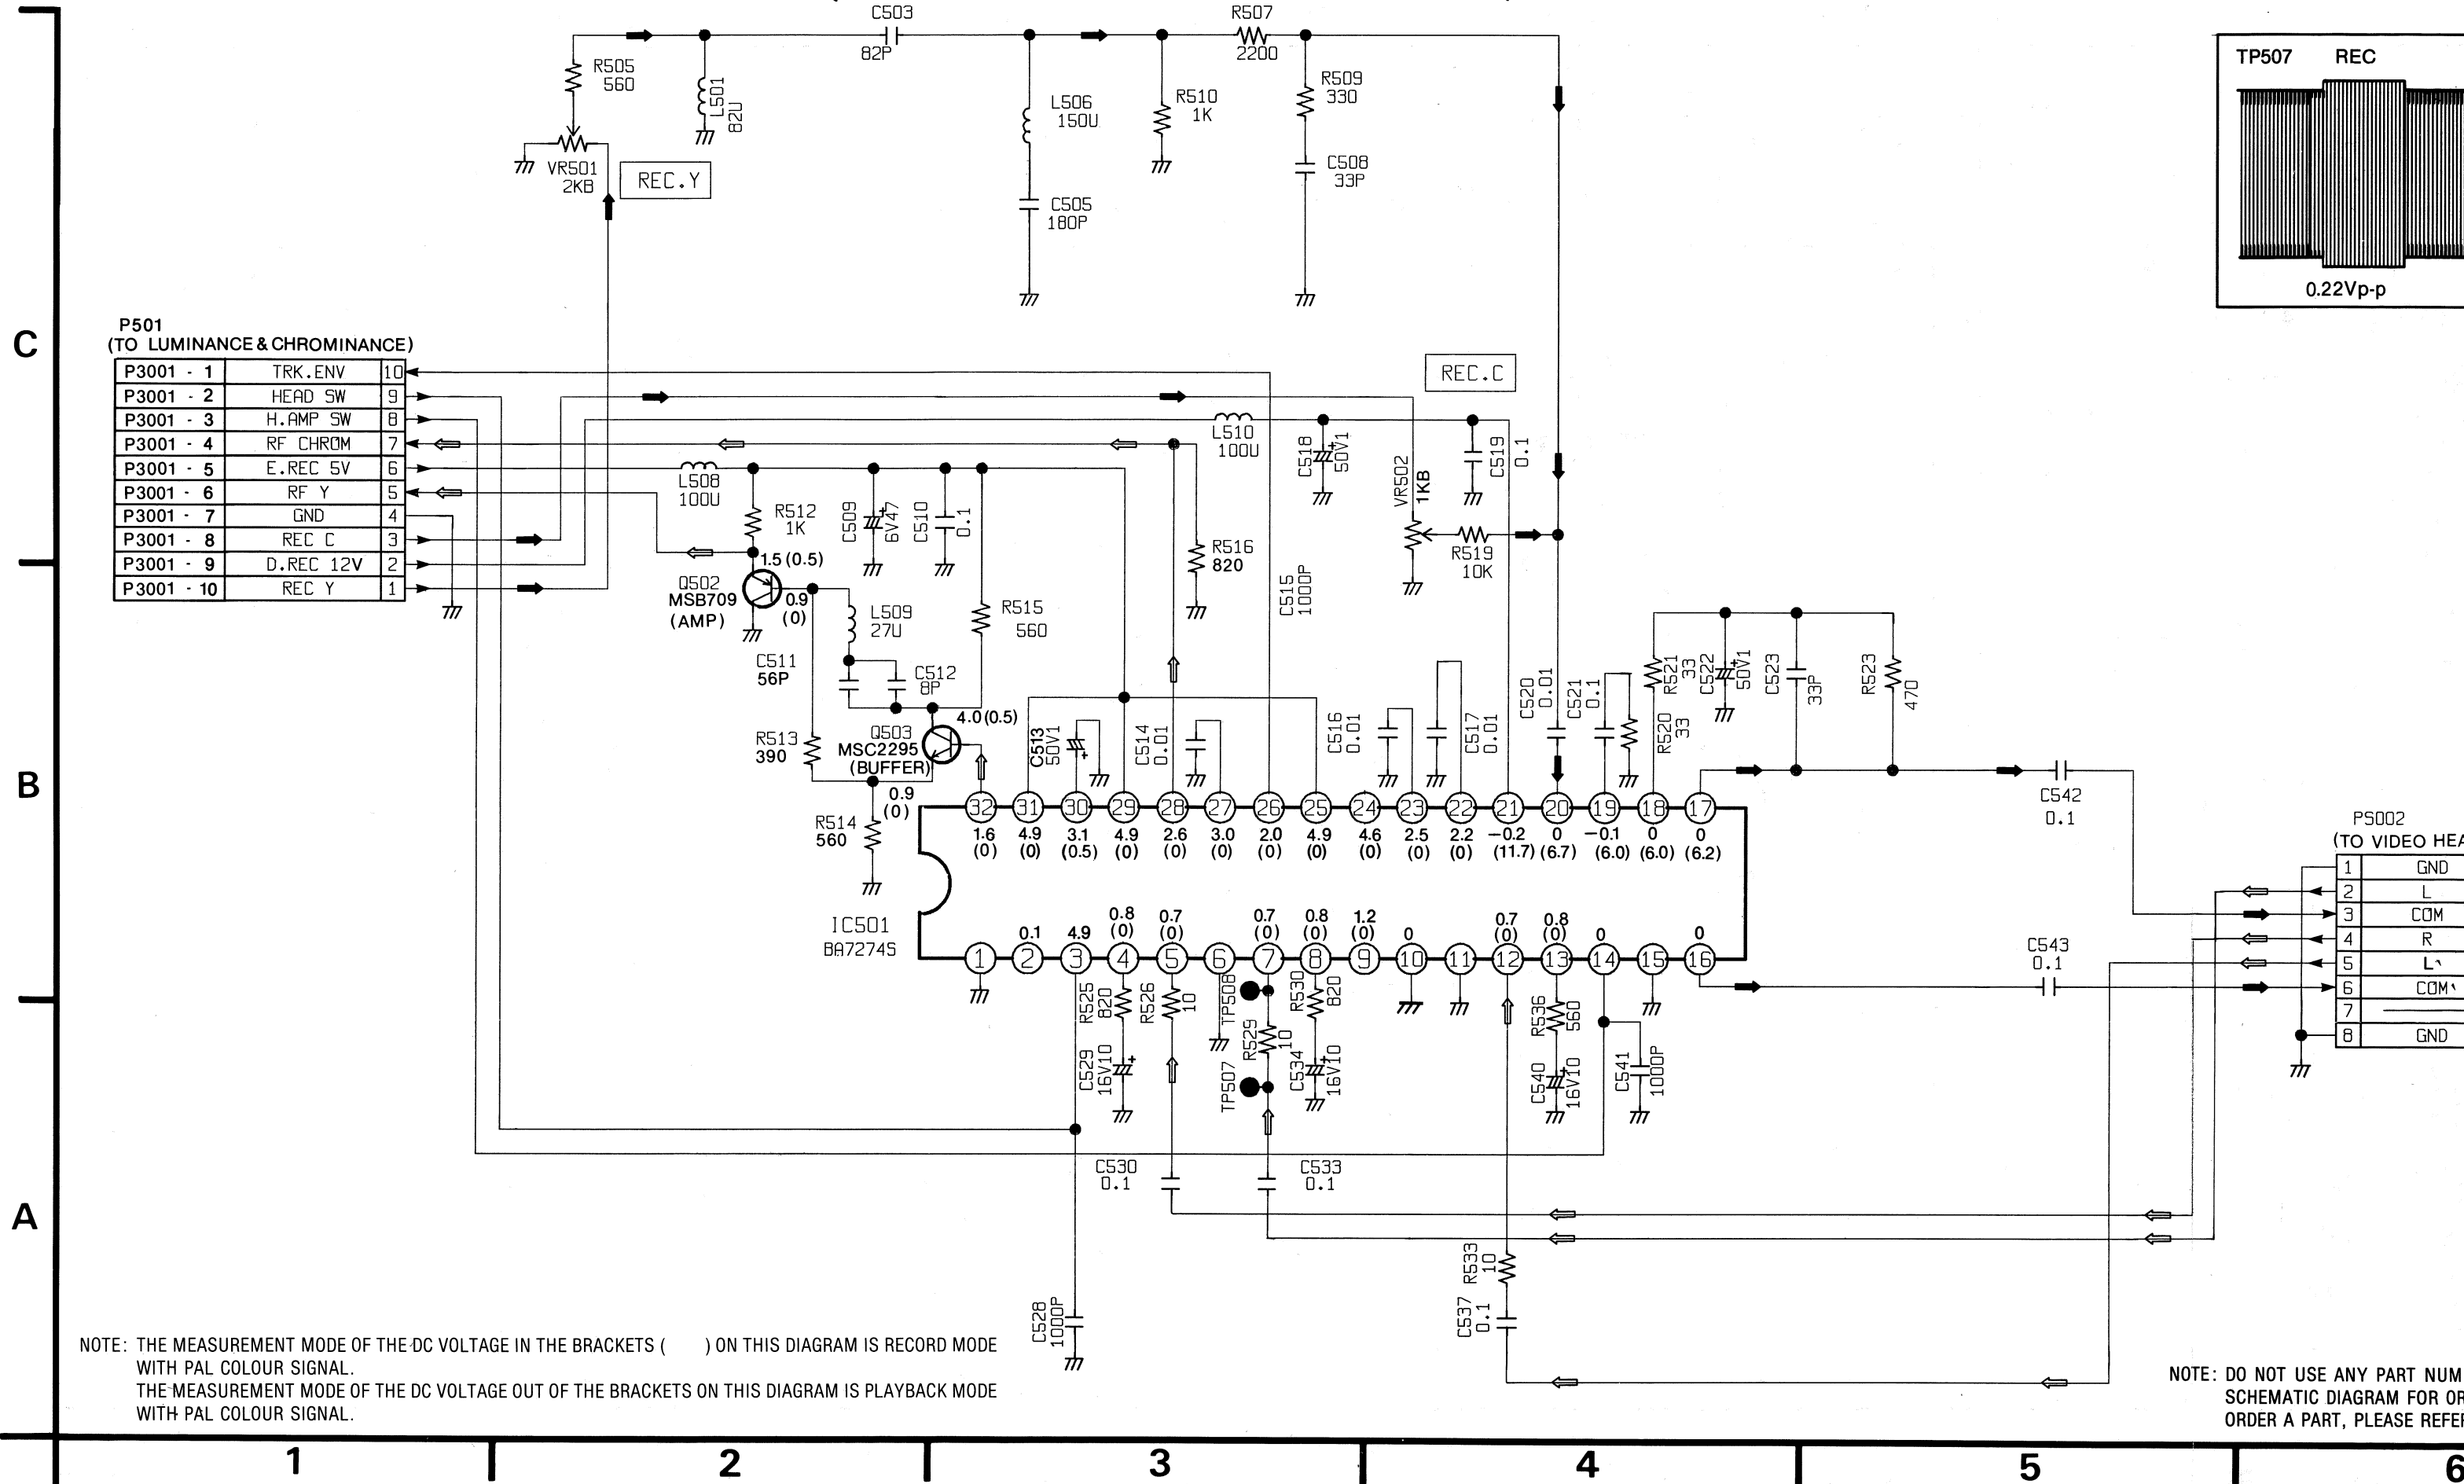 C503
82P
R507
2200
R505
560
L501
82U
L506
150U
R510
1K
R509
330
VR501
2KB
REC.Y
C505
180P
C508
33P
TP507 REC
0.22Vp-p
C
P501
(TO LUMINANCE & CHROMINANCE)
P3001 - 1 TRK.ENV 10
P3001 - 2 HEAD SW 9
P3001 - 3 H.AMP SW 8
P3001 - 4 RF CHROM 7
P3001 - 5 E.REC 5V 6
P3001 - 6 RF Y 5
P3001 - 7 GND 4
P3001 - 8 REC C 3
P3001 - 9 D.REC 12V 2
P3001 - 10 REC Y 1
REC.C
L510
100U
C518
50V1
VR502
1KB
C519
0.1
L508
100U
R512
1K
C509
6V47
C510
0.1
R516
820
R519
10K
1.5 (0.5)
Q502
MSB709
(AMP)
0.9
(0)
L509
27U
R515
560
C515
1000P
C511
56P
C512
8P
4.0 (0.5)
R513
390
Q503
MSC2295
(BUFFER)
0.9
(0)
R514
560
C513
50V1
C514
0.01
C516
0.01
C517
0.01
C520
0.01
C521
0.1
R520
33
R521
33
C522
50V1
C523
33P
R523
470
C542
0.1
B
32 31 30 29 28 27 26 25 24 23 22 21 20 19 18 17
1.6 4.9 3.1 4.9 2.6 3.0 2.0 4.9 4.6 2.5 2.2 −0.2 0 −0.1 0 0
(0) (0) (0.5) (0) (0) (0) (0) (0) (0) (0) (0) (11.7) (6.7) (6.0) (6.0) (6.2)
IC501
BA7274S
0.1 4.9 0.8 0.7 0.7 0.8 1.2 0 0.7 0.8 0 0
(0) (0) (0) (0) (0) (0) (0)
1 2 3 4 5 6 7 8 9 10 11 12 13 14 15 16
P5002
(TO VIDEO HEA
1 GND
2 L
3 COM
4 R
5 L'
6 COM'
7
8 GND
C543
0.1
R525
820
R526
10
TP508
R529
10
R530
820
R536
560
C529
16V10
TP507
C534
16V10
C540
16V10
C541
1000P
C530
0.1
C533
0.1
A
R533
10
C537
0.1
C528
1000P
NOTE: THE MEASUREMENT MODE OF THE DC VOLTAGE IN THE BRACKETS ( ) ON THIS DIAGRAM IS RECORD MODE
WITH PAL COLOUR SIGNAL.
THE MEASUREMENT MODE OF THE DC VOLTAGE OUT OF THE BRACKETS ON THIS DIAGRAM IS PLAYBACK MODE
WITH PAL COLOUR SIGNAL.
NOTE: DO NOT USE ANY PART NUM
SCHEMATIC DIAGRAM FOR OR
ORDER A PART, PLEASE REFER
1 2 3 4 5 6